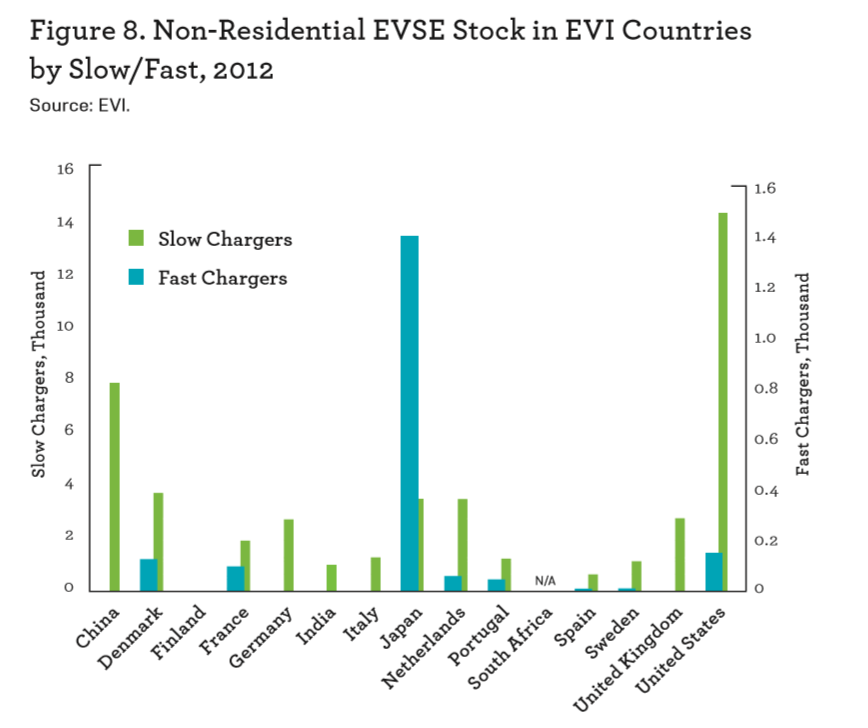 Figure 8. Non-Residential EVSE Stock in EVI Countries
by Slow/Fast, 2012
Source: EVI.
Slow Chargers, Thousand
16
14
12
10
8
6
4
2
0
Slow Chargers
Fast Chargers
N/A
1.6
1.4
1.2
1.0
0.8
0.6
0.4
0.2
0
Fast Chargers, Thousand
China
Denmark
Finland
France
Germany
India
Italy
Japan
Netherlands
Portugal
South Africa
Spain
Sweden
United Kingdom
United States